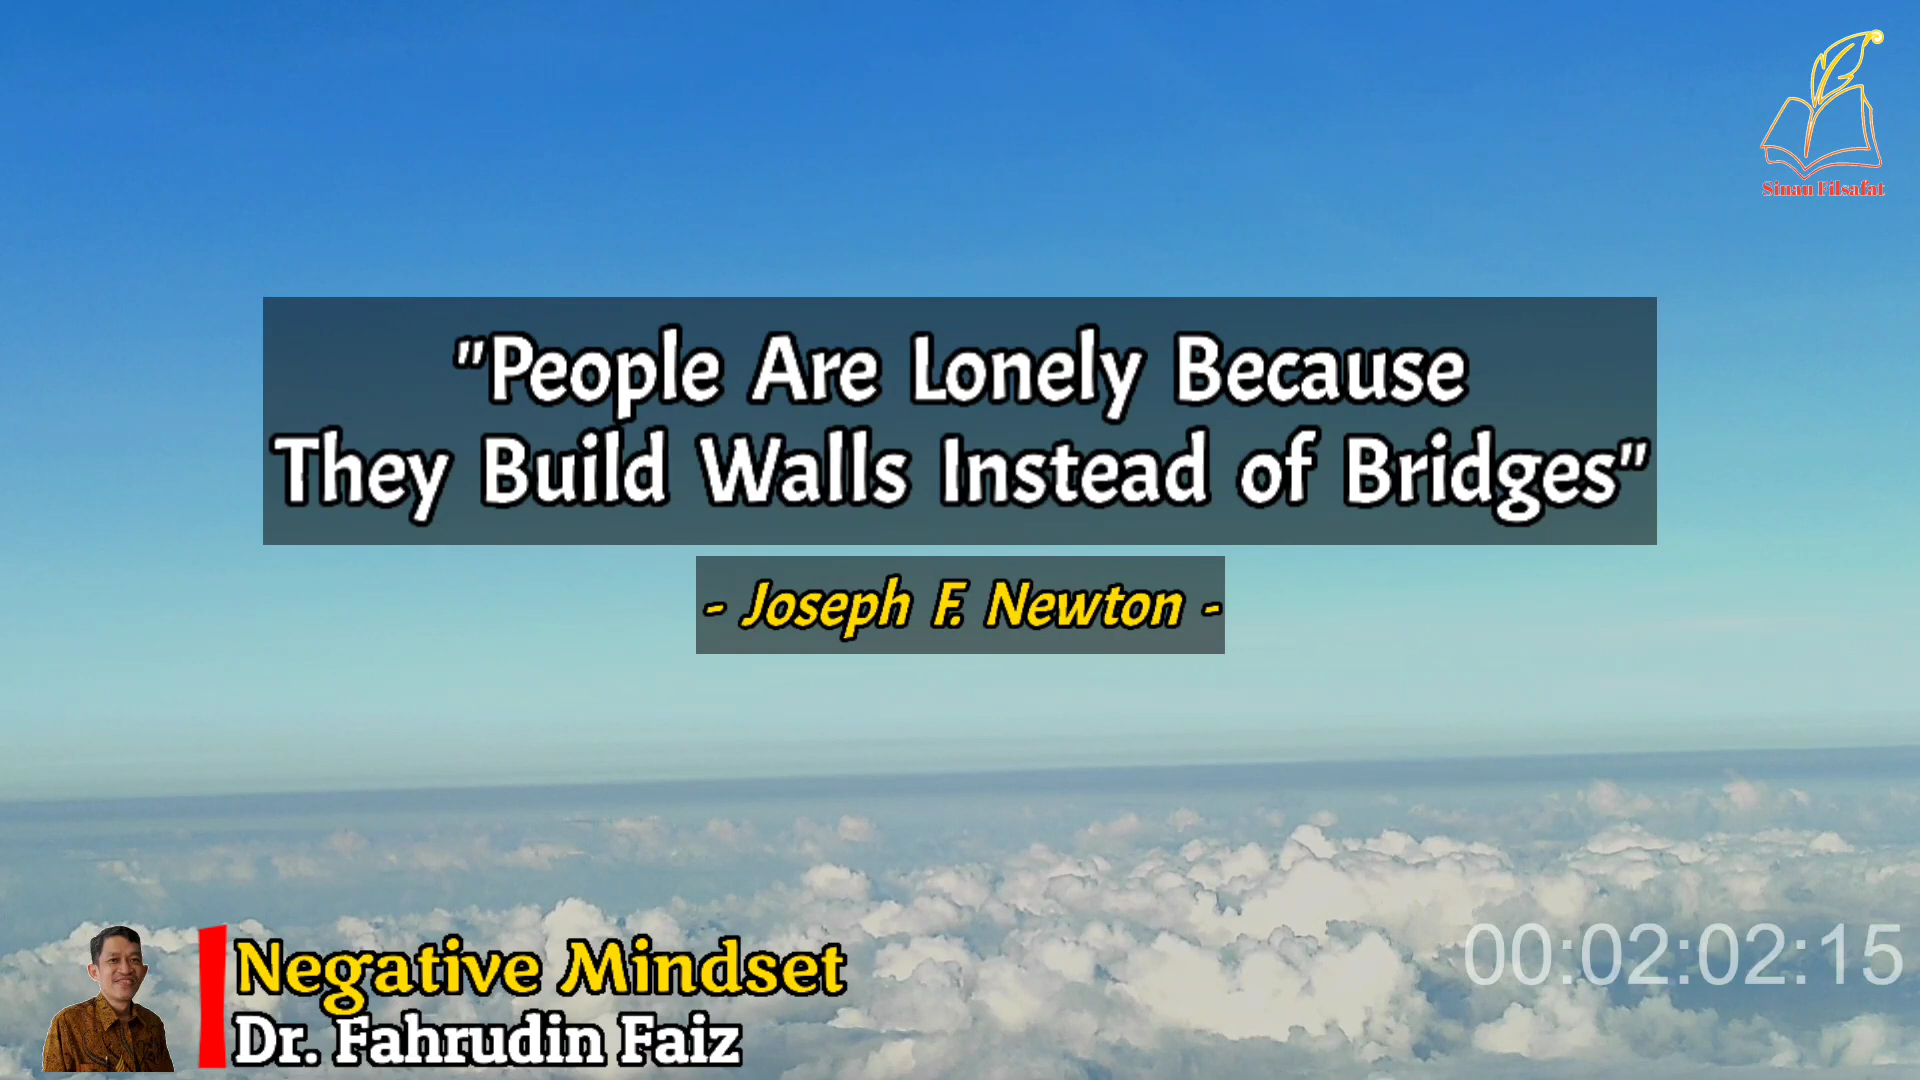 Sinau Filsafat
"People Are Lonely Because
They Build Walls Instead of Bridges"
- Joseph F. Newton -
Negative Mindset
Dr. Fahrudin Faiz
00:02:02:15